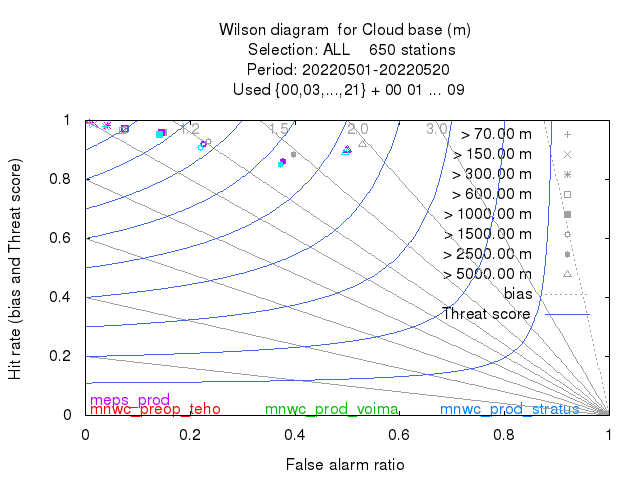 Wilson diagram  for Cloud base (m)
Selection: ALL    650 stations
Period: 20220501-20220520
Used {00,03,...,21} + 00 01 ... 09
1.2 1.5 2.0 3.0
> 70.00 m
> 150.00 m
> 300.00 m
> 600.00 m
> 1000.00 m
> 1500.00 m
> 2500.00 m
> 5000.00 m
bias
Threat score
1
0.8
0.6
0.4
0.2
0
Hit rate (bias and Threat score)
meps_prod
mnwc_preop_teho mnwc_prod_voima mnwc_prod_stratus
0 0.2 0.4 0.6 0.8 1
False alarm ratio